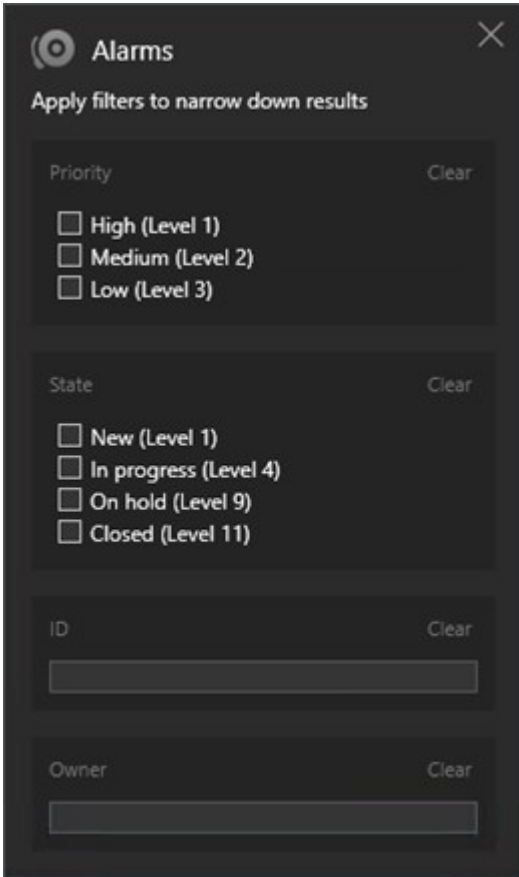 Alarms
Apply filters to narrow down results
Priority Clear
High (Level 1)
Medium (Level 2)
Low (Level 3)
State Clear
New (Level 1)
In progress (Level 4)
On hold (Level 9)
Closed (Level 11)
ID Clear
Owner Clear